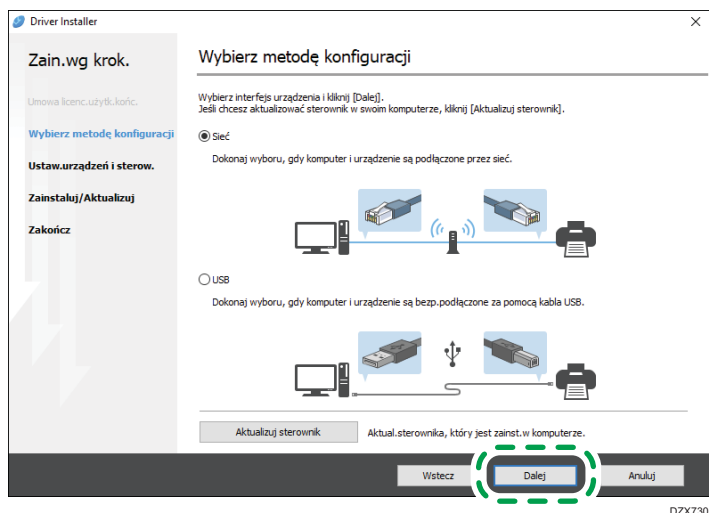 Driver Installer
Zain.wg krok.
Umowa licenc.użytk.końc.
Wybierz metodę konfiguracji
Ustaw.urządzeń i sterow.
Zainstaluj/Aktualizuj
Zakończ
Wybierz metodę konfiguracji
Wybierz interfejs urządzenia i kliknij [Dalej].
Jeśli chcesz aktualizować sterownik w swoim komputerze, kliknij [Aktualizuj sterownik].
Sieć
Dokonaj wyboru, gdy komputer i urządzenie są podłączone przez sieć.
USB
Dokonaj wyboru, gdy komputer i urządzenie są bezp.podłączone za pomocą kabla USB.
Aktualizuj sterownik
Aktual.sterownika, który jest zainst.w komputerze.
Wstecz
Dalej
Anuluj
DZX730